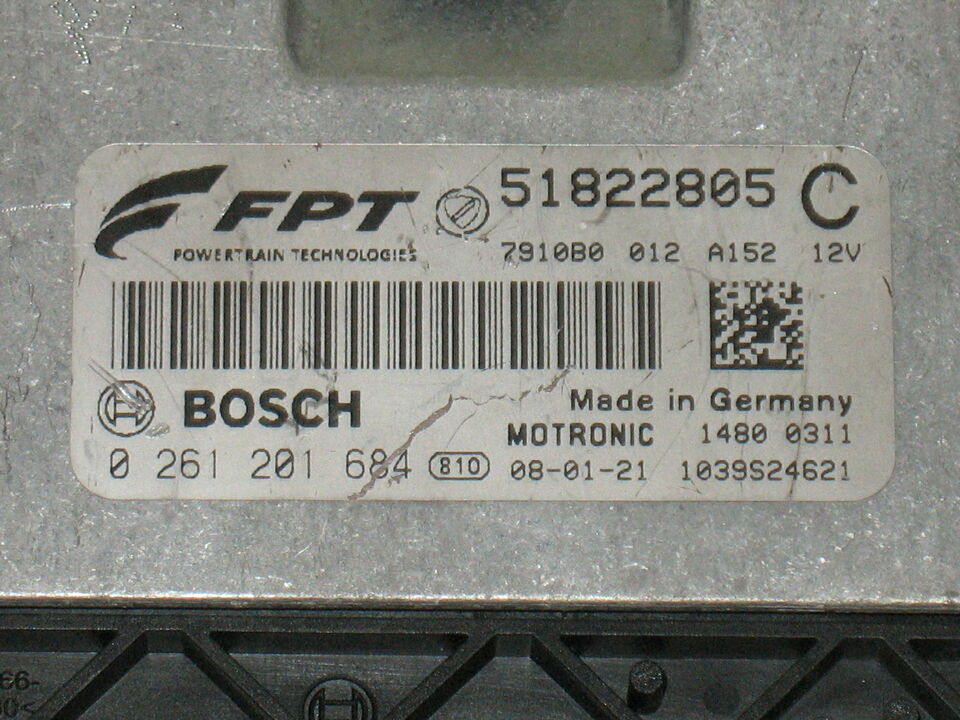 FPT 51822805 C
POWERTRAIN TECHNOLOGIES 7910B0 012 A152 12V
BOSCH Made in Germany
MOTRONIC 1480 0311
0 261 201 684 810 08-01-21 1039S24621
66-